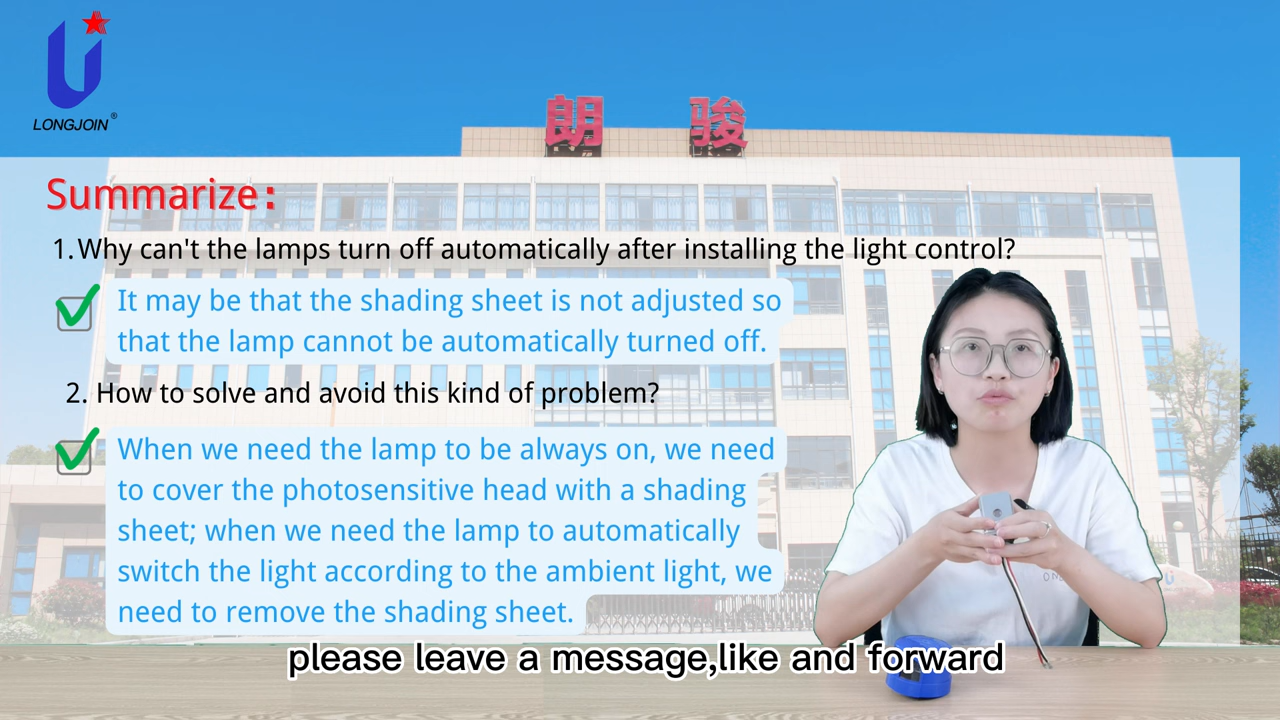 LONGJOIN®
朗 骏
Summarize:
1. Why can't the lamps turn off automatically after installing the light control?
It may be that the shading sheet is not adjusted so
that the lamp cannot be automatically turned off.
2. How to solve and avoid this kind of problem?
When we need the lamp to be always on, we need
to cover the photosensitive head with a shading
sheet; when we need the lamp to automatically
switch the light according to the ambient light, we
need to remove the shading sheet.
please leave a message,like and forward